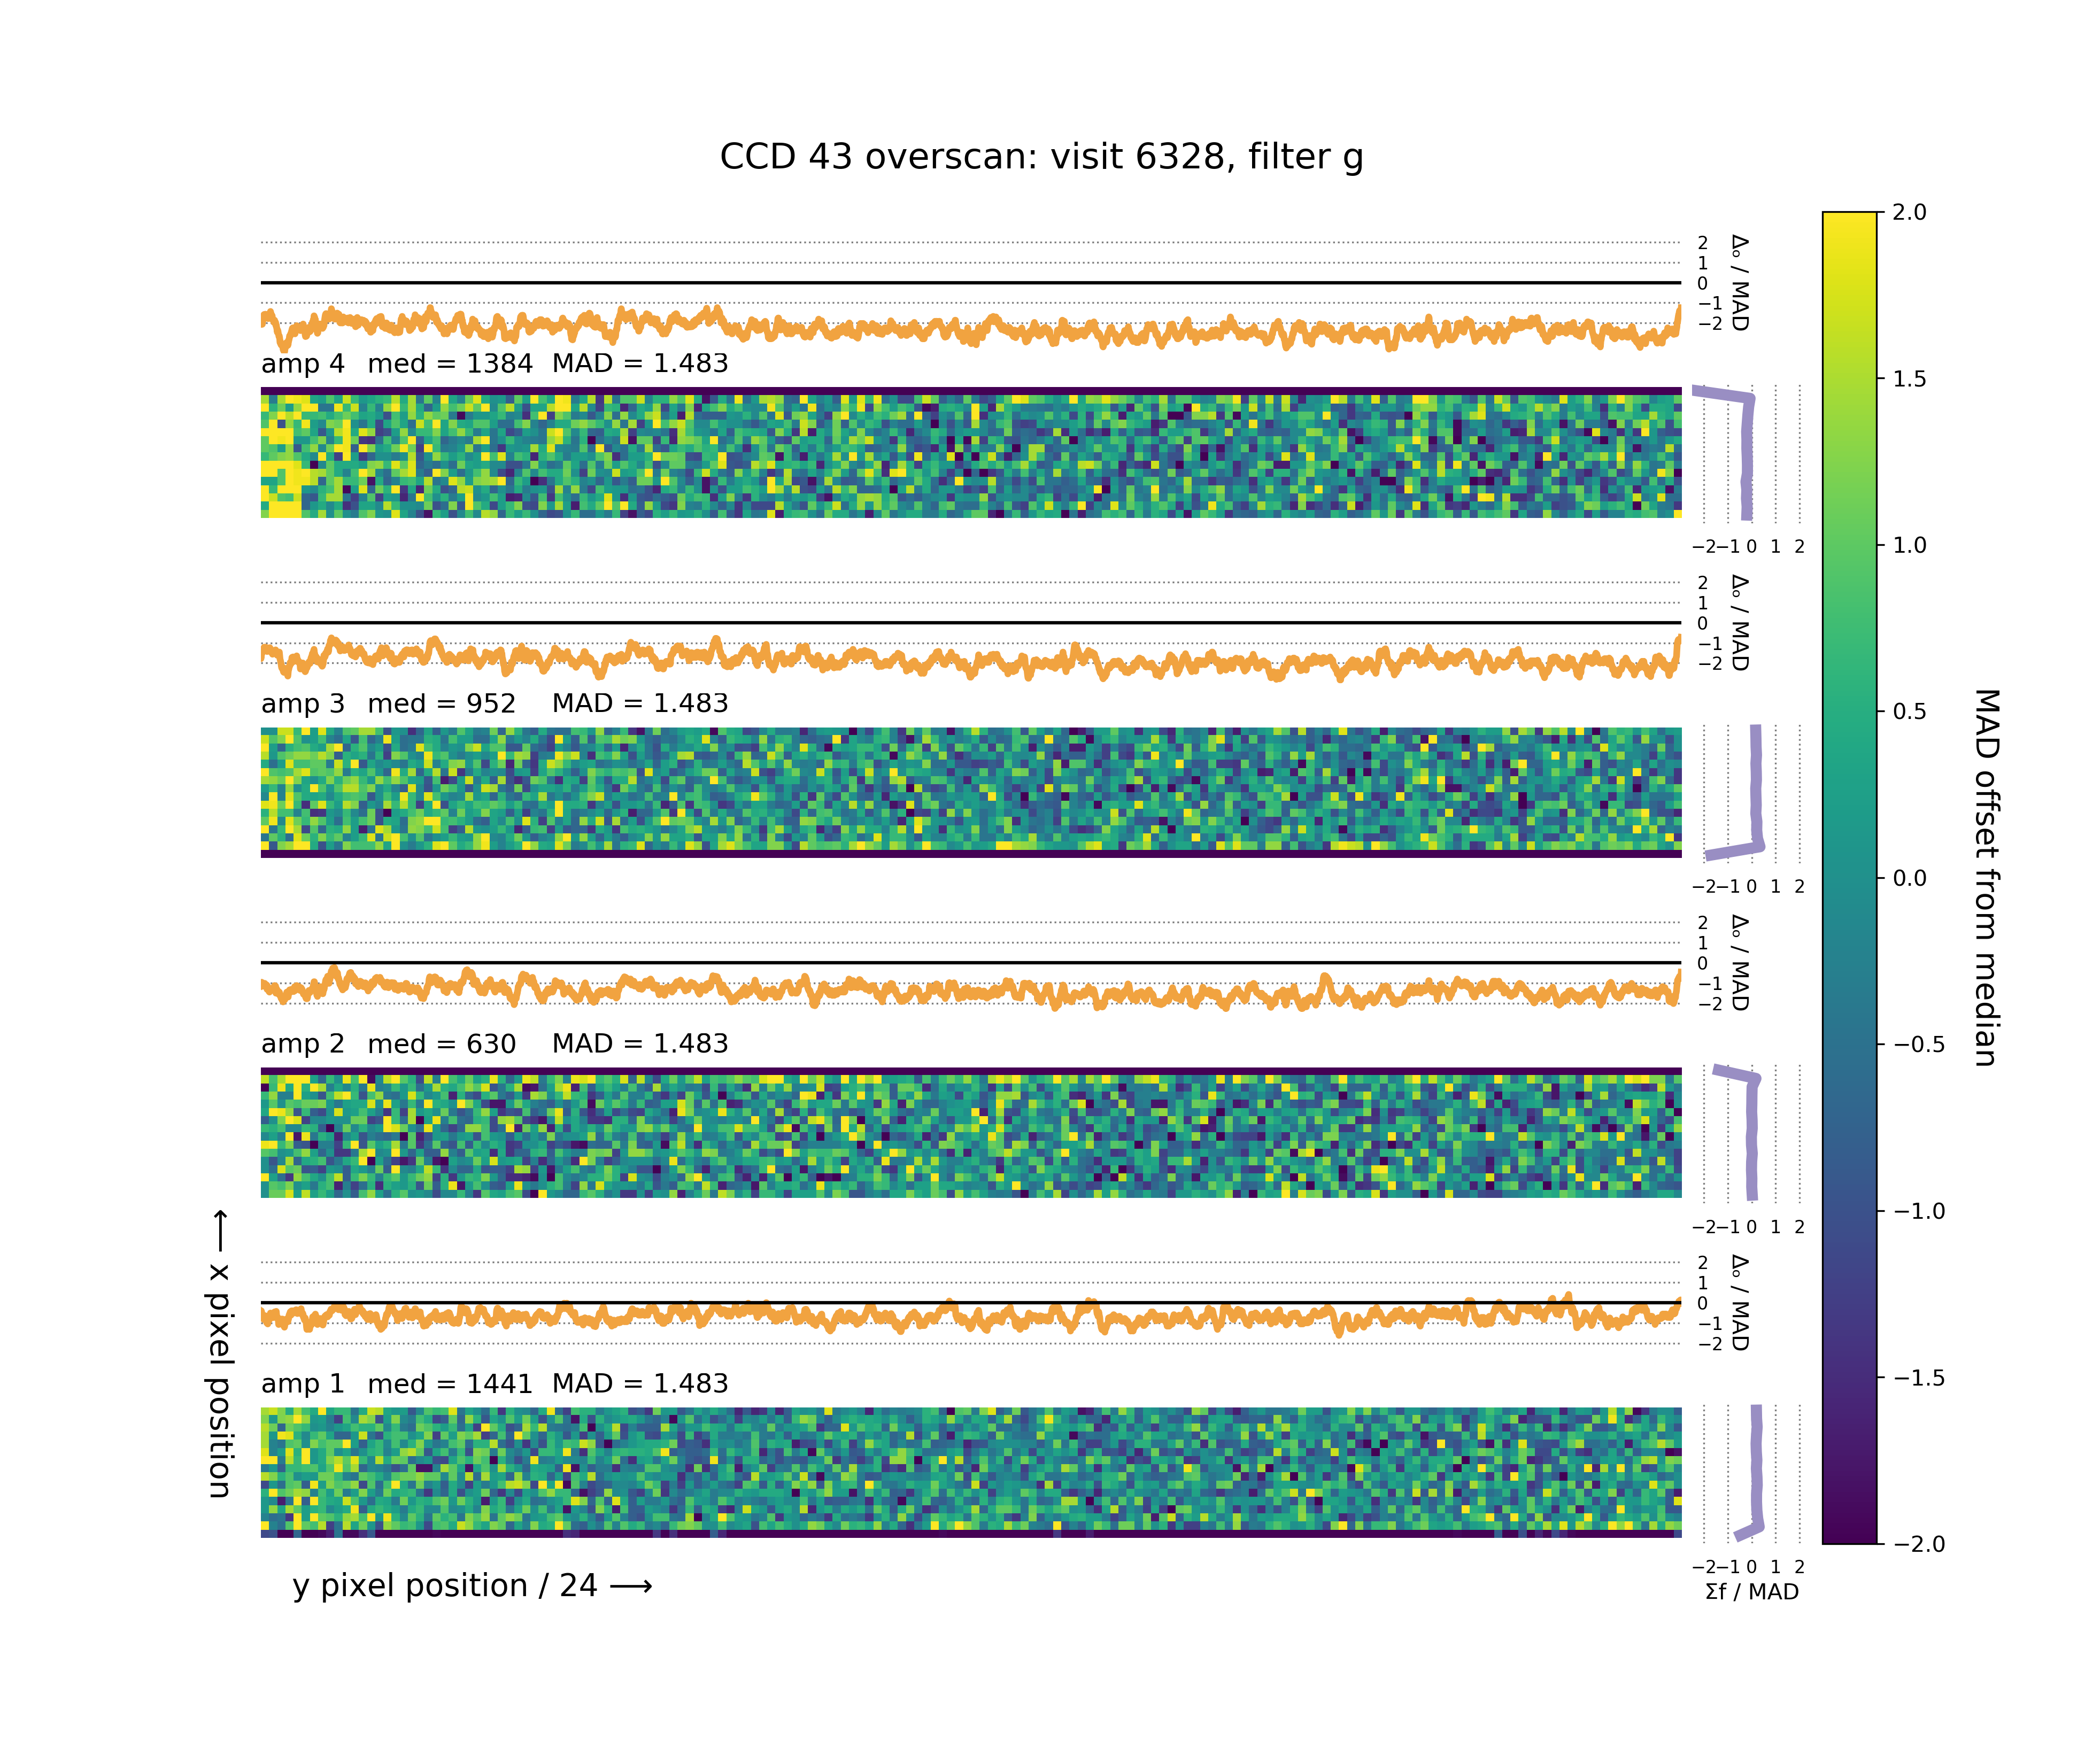 CCD 43 overscan: visit 6328, filter g
2
1
0
−1
−2
Δₒ / MAD
amp 4 med = 1384 MAD = 1.483
−2 −1 0 1 2
2
1
0
−1
−2
Δₒ / MAD
amp 3 med = 952 MAD = 1.483
−2 −1 0 1 2
2
1
0
−1
−2
Δₒ / MAD
amp 2 med = 630 MAD = 1.483
−2 −1 0 1 2
2
1
0
−1
−2
Δₒ / MAD
amp 1 med = 1441 MAD = 1.483
−2 −1 0 1 2
Σf / MAD
y pixel position / 24 ⟶
⟵ x pixel position
2.0
1.5
1.0
0.5
0.0
−0.5
−1.0
−1.5
−2.0
MAD offset from median